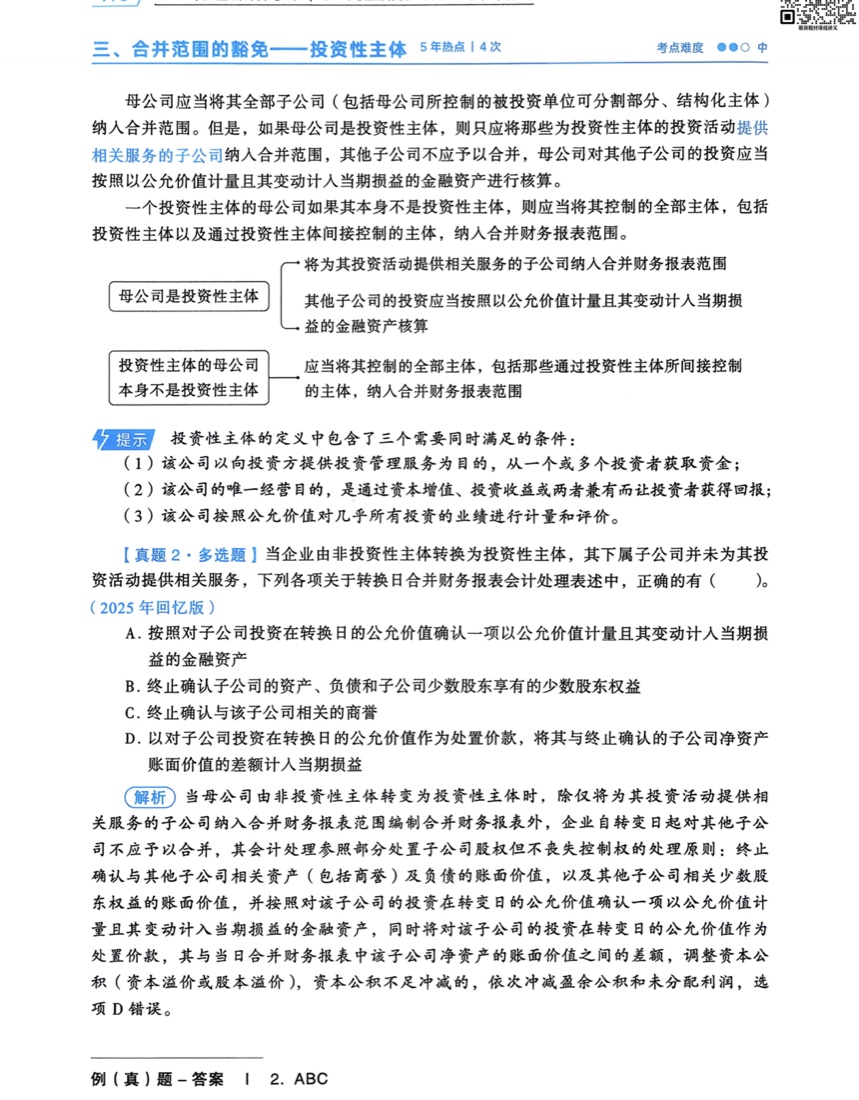 三、合并范围的豁免——投资性主体 5年热点 | 4次 考点难度 中
母公司应当将其全部子公司（包括母公司所控制的被投资单位可分割部分、结构化主体）
纳入合并范围。但是，如果母公司是投资性主体，则只应将那些为投资性主体的投资活动提供
相关服务的子公司纳入合并范围，其他子公司不应予以合并，母公司对其他子公司的投资应当
按照以公允价值计量且其变动计入当期损益的金融资产进行核算。
一个投资性主体的母公司如果其本身不是投资性主体，则应当将其控制的全部主体，包括
投资性主体以及通过投资性主体间接控制的主体，纳入合并财务报表范围。
将为其投资活动提供相关服务的子公司纳入合并财务报表范围
母公司是投资性主体
其他子公司的投资应当按照以公允价值计量且其变动计入当期损
益的金融资产核算
投资性主体的母公司
本身不是投资性主体
应当将其控制的全部主体，包括那些通过投资性主体所间接控制
的主体，纳入合并财务报表范围
提示 投资性主体的定义中包含了三个需要同时满足的条件：
（1）该公司以向投资方提供投资管理服务为目的，从一个或多个投资者获取资金；
（2）该公司的唯一经营目的，是通过资本增值、投资收益或两者兼有而让投资者获得回报；
（3）该公司按照公允价值对几乎所有投资的业绩进行计量和评价。
【真题2·多选题】当企业由非投资性主体转换为投资性主体，其下属子公司并未为其投
资活动提供相关服务，下列各项关于转换日合并财务报表会计处理表述中，正确的有（ ）。
（2025年回忆版）
A. 按照对子公司投资在转换日的公允价值确认一项以公允价值计量且其变动计入当期损
益的金融资产
B. 终止确认子公司的资产、负债和子公司少数股东享有的少数股东权益
C. 终止确认与该子公司相关的商誉
D. 以对子公司投资在转换日的公允价值作为处置价款，将其与终止确认的子公司净资产
账面价值的差额计入当期损益
解析 当母公司由非投资性主体转变为投资性主体时，除仅将为其投资活动提供相
关服务的子公司纳入合并财务报表范围编制合并财务报表外，企业自转变日起对其他子公
司不应予以合并，其会计处理参照部分处置子公司股权但不丧失控制权的处理原则：终止
确认与其他子公司相关资产（包括商誉）及负债的账面价值，以及其他子公司相关少数股
东权益的账面价值，并按照对该子公司的投资在转变日的公允价值确认一项以公允价值计
量且其变动计入当期损益的金融资产，同时将对该子公司的投资在转变日的公允价值作为
处置价款，其与当日合并财务报表中该子公司净资产的账面价值之间的差额，调整资本公
积（资本溢价或股本溢价），资本公积不足冲减的，依次冲减盈余公积和未分配利润，选
项D错误。
例（真）题－答案 | 2. ABC